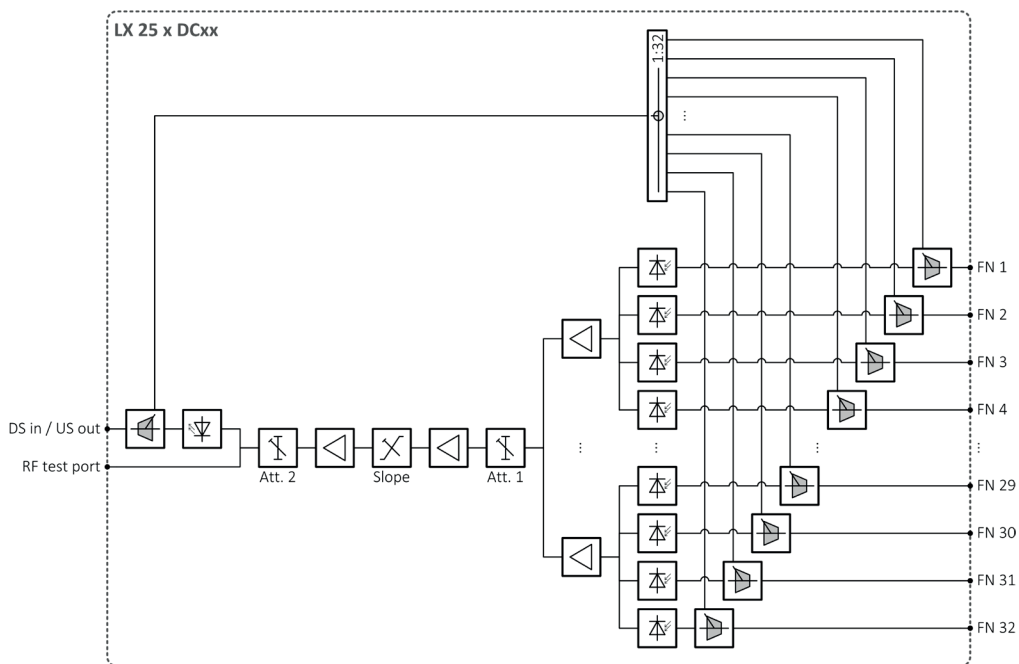 LX 25 x DCxx
1:32
...
FN 1
FN 2
FN 3
FN 4
DS in / US out
RF test port
Att. 2
Slope
Att. 1
... ... ... ...
FN 29
FN 30
FN 31
FN 32